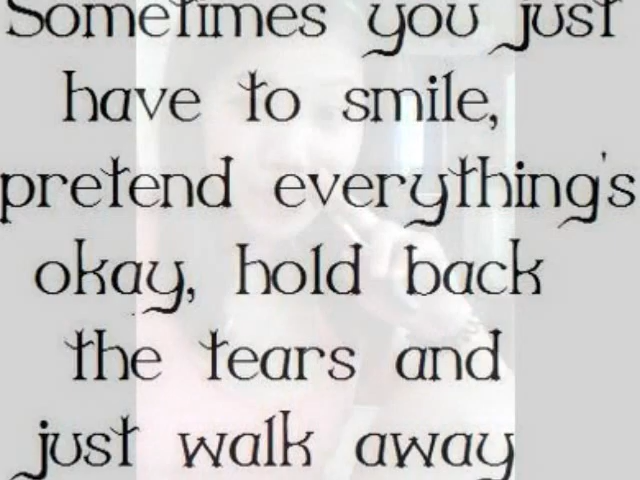 Sometimes you just
have to smile,
pretend everything's
okay, hold back
the tears and
just walk away